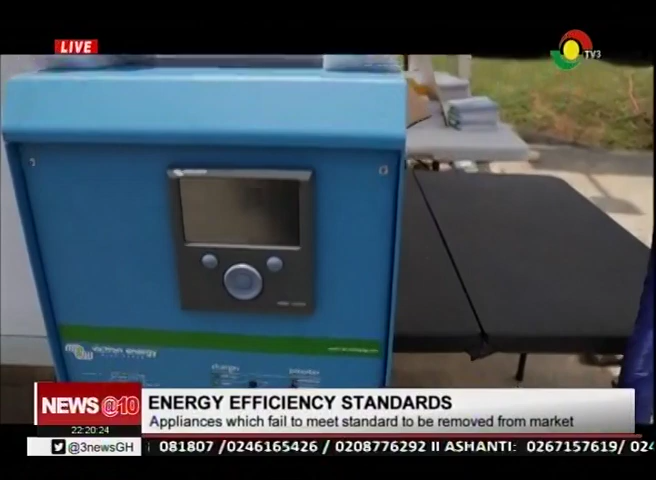 LIVE
TV3
victron energy
NEWS@10
ENERGY EFFICIENCY STANDARDS
Appliances which fail to meet standard to be removed from market
22:20:24
@3newsGH
081807 / 0246165426 / 0208776292 II ASHANTI: 0267157619 / 024